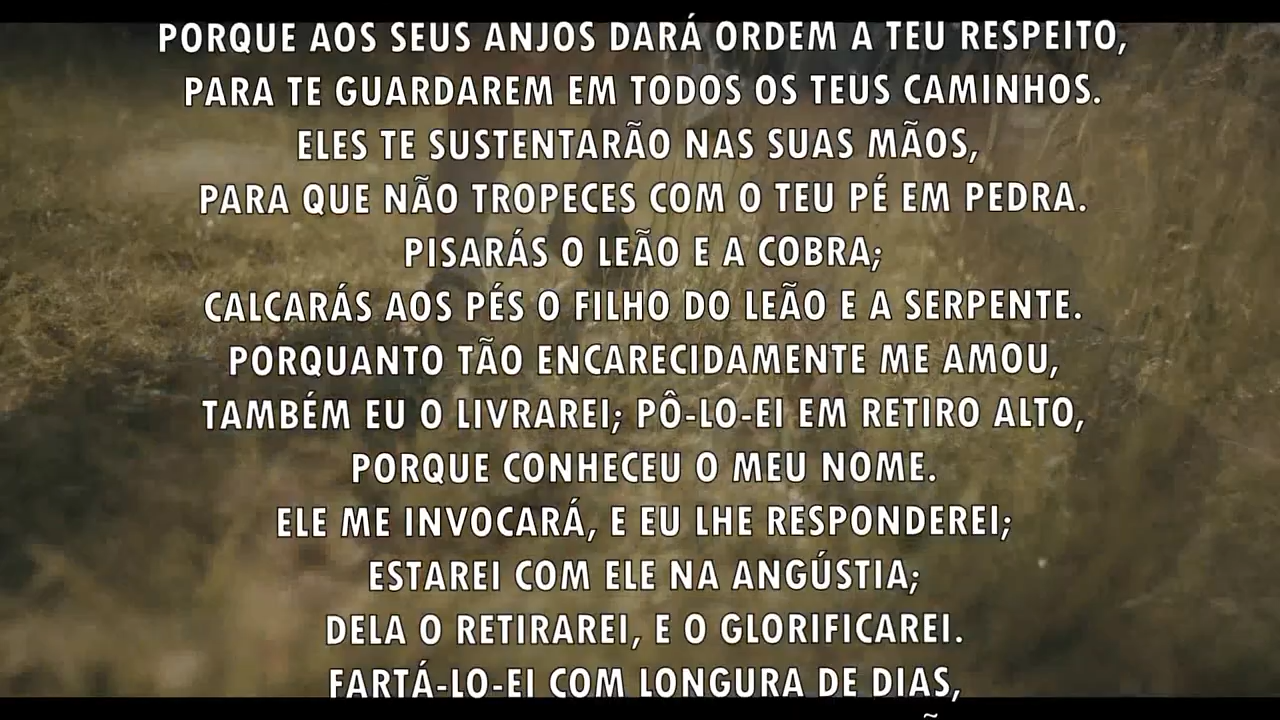 PORQUE AOS SEUS ANJOS DARÁ ORDEM A TEU RESPEITO,
PARA TE GUARDAREM EM TODOS OS TEUS CAMINHOS.
ELES TE SUSTENTARÃO NAS SUAS MÃOS,
PARA QUE NÃO TROPECES COM O TEU PÉ EM PEDRA.
PISARÁS O LEÃO E A COBRA;
CALCARÁS AOS PÉS O FILHO DO LEÃO E A SERPENTE.
PORQUANTO TÃO ENCARECIDAMENTE ME AMOU,
TAMBÉM EU O LIVRAREI; PÔ-LO-EI EM RETIRO ALTO,
PORQUE CONHECEU O MEU NOME.
ELE ME INVOCARÁ, E EU LHE RESPONDEREI;
ESTAREI COM ELE NA ANGÚSTIA;
DELA O RETIRAREI, E O GLORIFICAREI.
FARTÁ-LO-EI COM LONGURA DE DIAS,